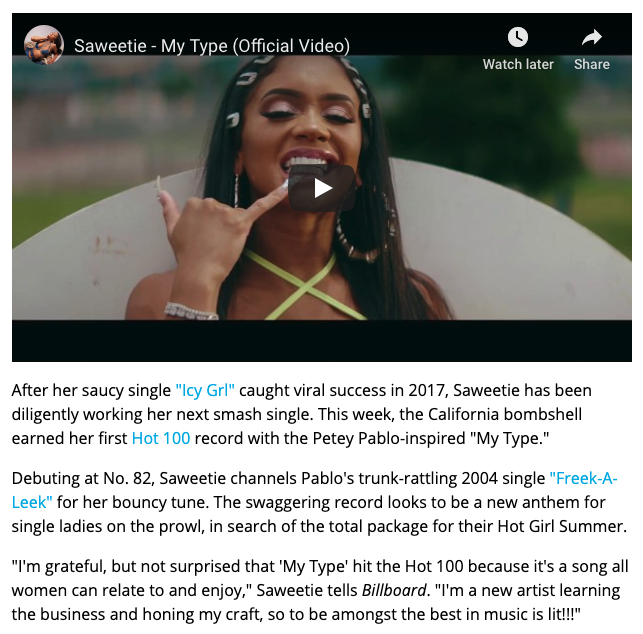 Saweetie - My Type (Official Video)
Watch later
Share
After her saucy single "Icy Grl" caught viral success in 2017, Saweetie has been
diligently working her next smash single. This week, the California bombshell
earned her first Hot 100 record with the Petey Pablo-inspired "My Type."
Debuting at No. 82, Saweetie channels Pablo's trunk-rattling 2004 single "Freek-A-
Leek" for her bouncy tune. The swaggering record looks to be a new anthem for
single ladies on the prowl, in search of the total package for their Hot Girl Summer.
"I'm grateful, but not surprised that 'My Type' hit the Hot 100 because it's a song all
women can relate to and enjoy," Saweetie tells Billboard. "I'm a new artist learning
the business and honing my craft, so to be amongst the best in music is lit!!!"